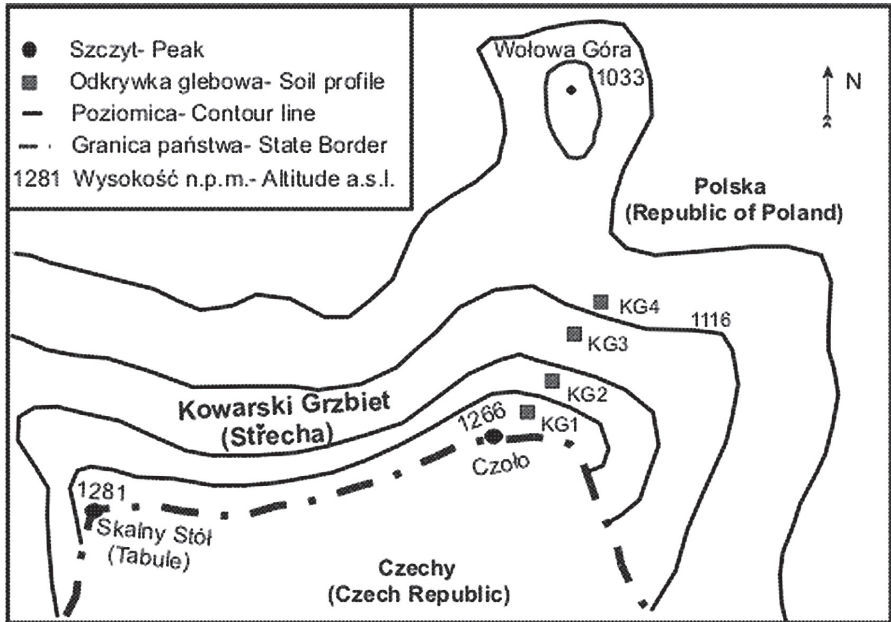 Szczyt- Peak
Odkrywka glebowa- Soil profile
Poziomica- Contour line
Granica państwa- State Border
1281 Wysokość n.p.m.- Altitude a.s.l.
Wołowa Góra
1033
N
Polska
(Republic of Poland)
KG4
1116
KG3
KG2
Kowarski Grzbiet
(Střecha)
1266
KG1
Czoło
1281
Skalny Stół
(Tabule)
Czechy
(Czech Republic)